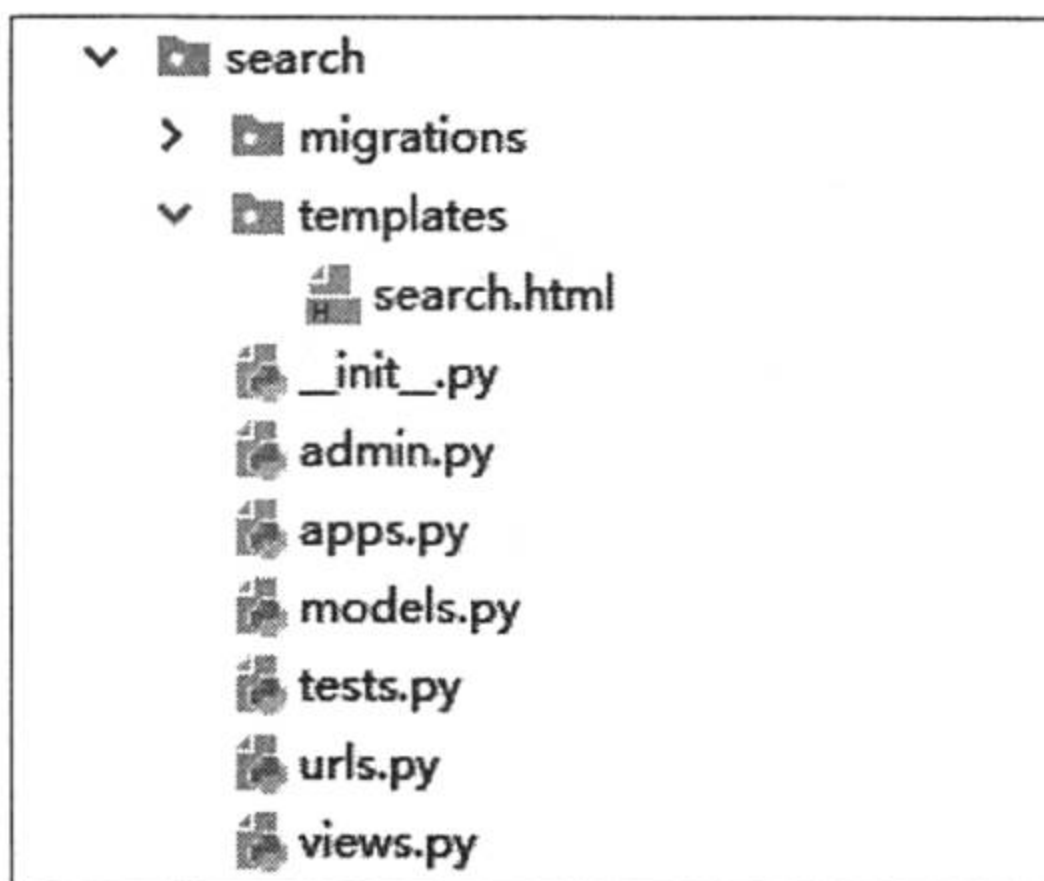 search
migrations
templates
search.html
__init__.py
admin.py
apps.py
models.py
tests.py
urls.py
views.py